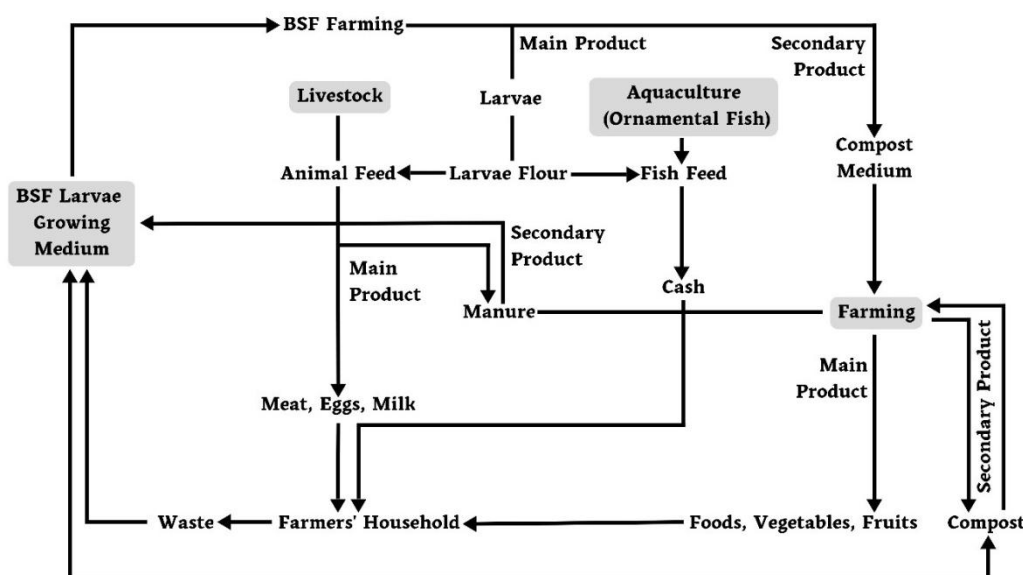 BSF Farming
Main Product
Secondary
Product
Livestock
Larvae
Aquaculture
(Ornamental Fish)
Compost
Medium
Animal Feed
Larvae Flour
Fish Feed
BSF Larvae
Growing
Medium
Secondary
Product
Main
Product
Cash
Manure
Farming
Main
Product
Secondary Product
Meat, Eggs, Milk
Waste
Farmers' Household
Foods, Vegetables, Fruits
Compost